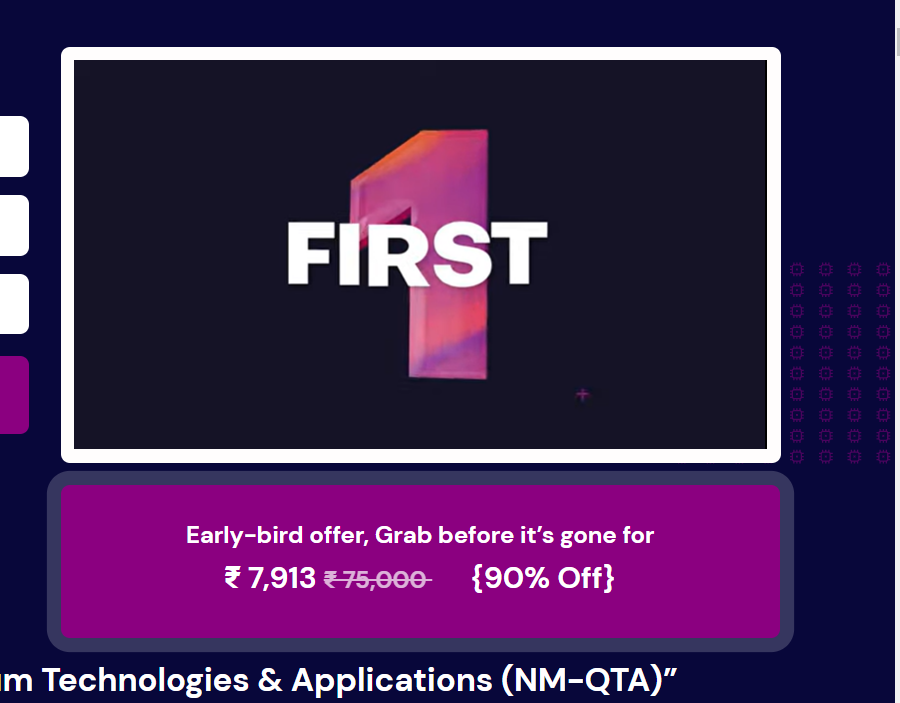 1
FIRST
Early-bird offer, Grab before it’s gone for
₹ 7,913 ₹ 75,000 {90% Off}
Technologies & Applications (NM-QTA)”